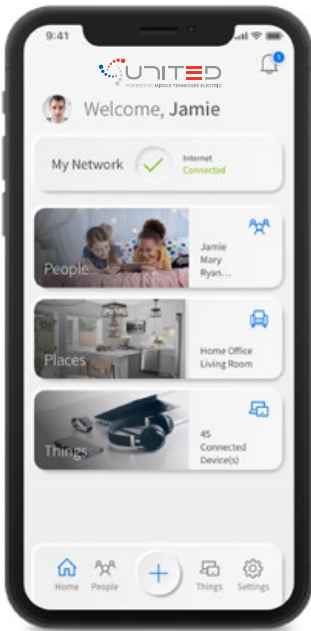 9:41
1
UNITED
POWERED BY MIDDLE TENNESSEE ELECTRIC
Welcome, Jamie
My Network
Internet
Connected
People
Jamie
Mary
Ryan...
Places
Home Office
Living Room
Things
45
Connected
Device(s)
Home People Things Settings